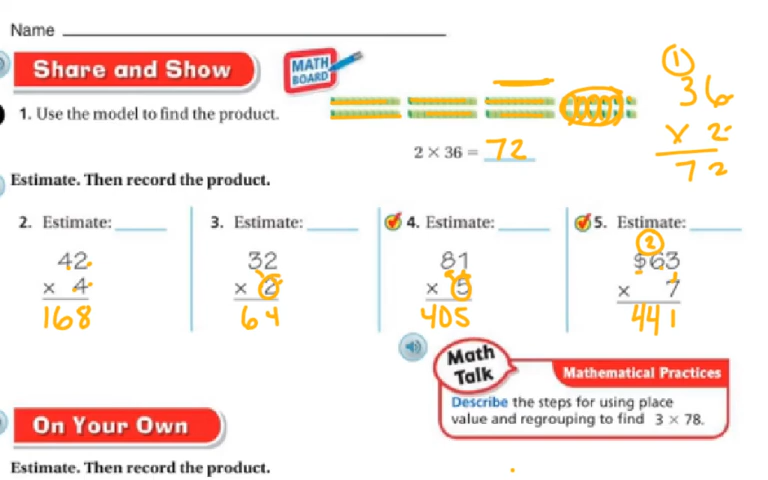 Name
Share and Show
MATH BOARD
1. Use the model to find the product.
2 × 36 = 72
①
36
x 2
72
Estimate. Then record the product.
2. Estimate:
42
× 4
168
3. Estimate:
32
× 2
64
4. Estimate:
81
× 5
405
5. Estimate:
②
$63
× 7
441
Math Talk
Mathematical Practices
Describe the steps for using place
value and regrouping to find 3 × 78.
On Your Own
Estimate. Then record the product.